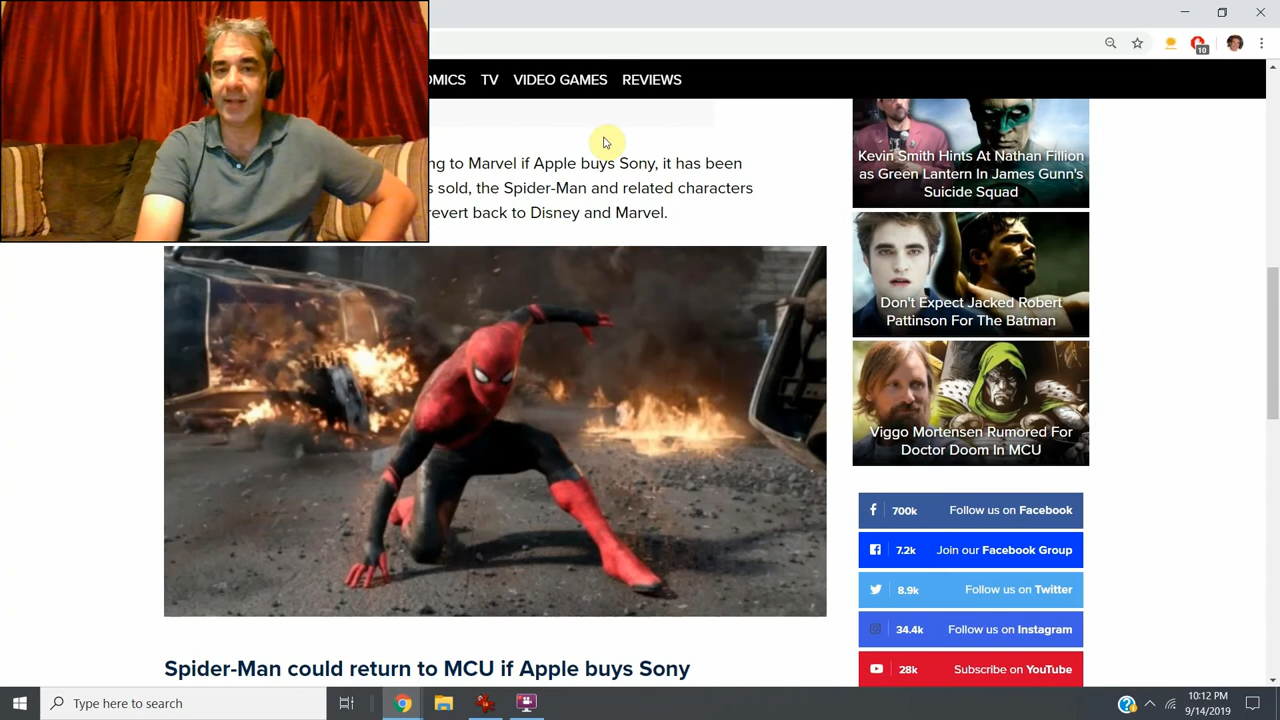 OMICS TV VIDEO GAMES REVIEWS
10
ng to Marvel if Apple buys Sony, it has been
s sold, the Spider-Man and related characters
revert back to Disney and Marvel.
Kevin Smith Hints At Nathan Fillion
as Green Lantern In James Gunn's
Suicide Squad
Don't Expect Jacked Robert
Pattinson For The Batman
Viggo Mortensen Rumored For
Doctor Doom In MCU
700k Follow us on Facebook
7.2k Join our Facebook Group
8.9k Follow us on Twitter
34.4k Follow us on Instagram
28k Subscribe on YouTube
Spider-Man could return to MCU if Apple buys Sony
Type here to search
10:12 PM
9/14/2019